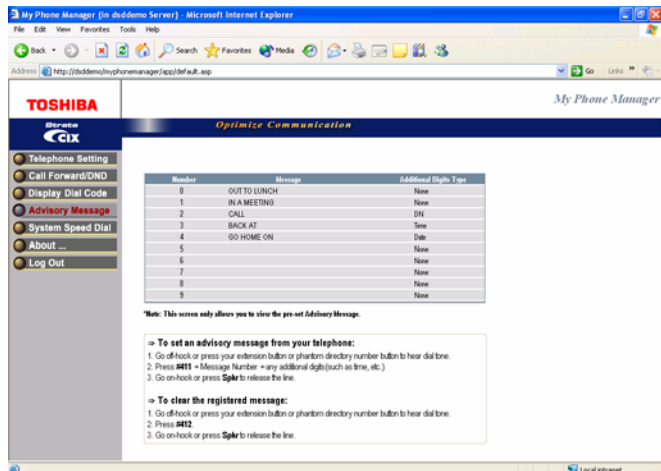 My Phone Manager (in dsddemo Server) - Microsoft Internet Explorer
File Edit View Favorites Tools Help
Back Search Favorites Media
Address http://dsddemo/myphonemanager/app/default.asp Go Links »
TOSHIBA
My Phone Manager
Strata
CIX
Optimize Communication
Telephone Setting
Call Forward/DND
Display Dial Code
Advisory Message
System Speed Dial
About ...
Log Out
Number Message Additional Digits Type
0 OUT TO LUNCH None
1 IN A MEETING None
2 CALL DN
3 BACK AT Time
4 GO HOME ON Date
5 None
6 None
7 None
8 None
9 None
*Note: This screen only allows you to view the pre-set Advisory Message.
⇒ To set an advisory message from your telephone:
1. Go off-hook or press your extension button or phantom directory number button to hear dial tone.
2. Press #411 + Message Number + any additional digits(such as time, etc.)
3. Go on-hook or press Spkr to release the line.
⇒ To clear the registered message:
1. Go off-hook or press your extension button or phantom directory number button to hear dial tone.
2. Press #412.
3. Go on-hook or press Spkr to release the line.
Local intranet